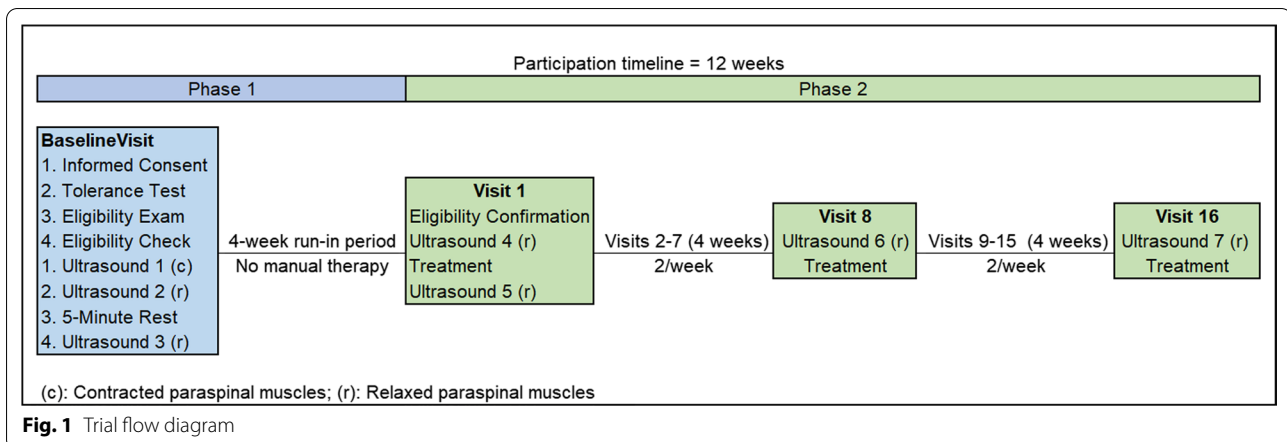 Participation timeline = 12 weeks
Phase 1
Phase 2
BaselineVisit
1. Informed Consent
2. Tolerance Test
3. Eligibility Exam
4. Eligibility Check
1. Ultrasound 1 (c)
2. Ultrasound 2 (r)
3. 5-Minute Rest
4. Ultrasound 3 (r)
4-week run-in period
No manual therapy
Visit 1
Eligibility Confirmation
Ultrasound 4 (r)
Treatment
Ultrasound 5 (r)
Visits 2-7 (4 weeks)
2/week
Visit 8
Ultrasound 6 (r)
Treatment
Visits 9-15 (4 weeks)
2/week
Visit 16
Ultrasound 7 (r)
Treatment
(c): Contracted paraspinal muscles; (r): Relaxed paraspinal muscles
Fig. 1 Trial flow diagram